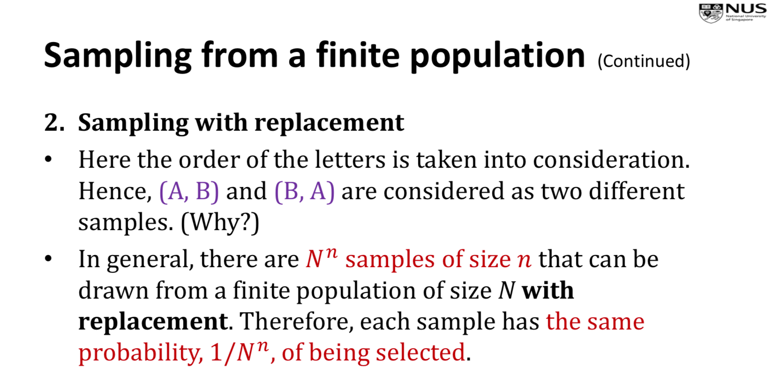 NUS
National University
of Singapore
Sampling from a finite population (Continued)
2. Sampling with replacement
• Here the order of the letters is taken into consideration.
Hence, (A, B) and (B, A) are considered as two different
samples. (Why?)
• In general, there are Nⁿ samples of size n that can be
drawn from a finite population of size N with
replacement. Therefore, each sample has the same
probability, 1/Nⁿ, of being selected.